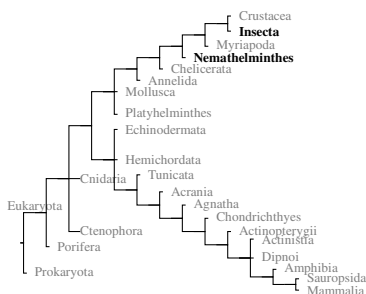 Crustacea
Insecta
Myriapoda
Nemathelminthes
Chelicerata
Annelida
Mollusca
Platyhelminthes
Echinodermata
Hemichordata
Tunicata
Cnidaria
Acrania
Agnatha
Eukaryota
Chondrichthyes
Ctenophora
Actinopterygii
Actinistia
Porifera
Dipnoi
Amphibia
Prokaryota
Sauropsida
Mammalia